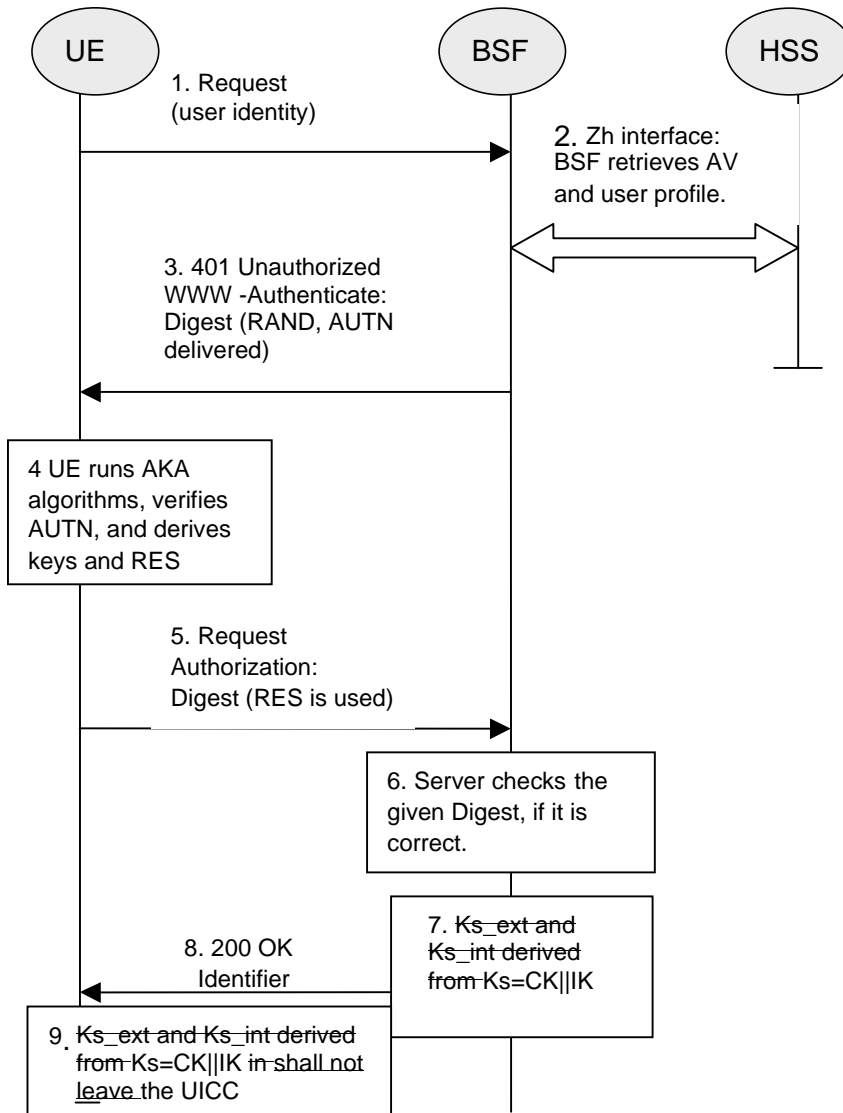 UE
BSF
HSS
1. Request
(user identity)
2. Zh interface:
BSF retrieves AV
and user profile.
3. 401 Unauthorized
WWW -Authenticate:
Digest (RAND, AUTN
delivered)
4 UE runs AKA
algorithms, verifies
AUTN, and derives
keys and RES
5. Request
Authorization:
Digest (RES is used)
6. Server checks the
given Digest, if it is
correct.
7. Ks_ext and
Ks_int derived
from Ks=CK||IK
8. 200 OK
Identifier
9. Ks_ext and Ks_int derived
from Ks=CK||IK in shall not
leave the UICC